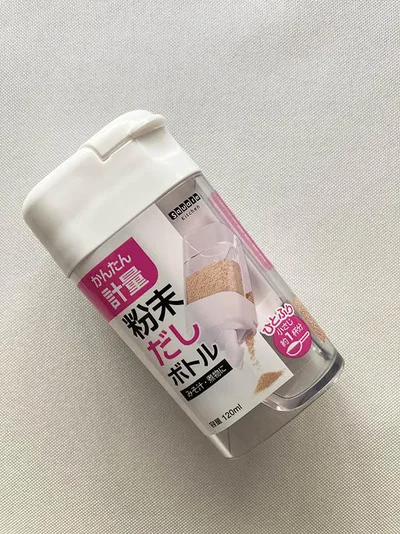 かんたん
計量
粉末
だし
ボトル
みそ汁・煮物に
容量 120ml
Kitchen
ひとふり
小さじ
約1杯分